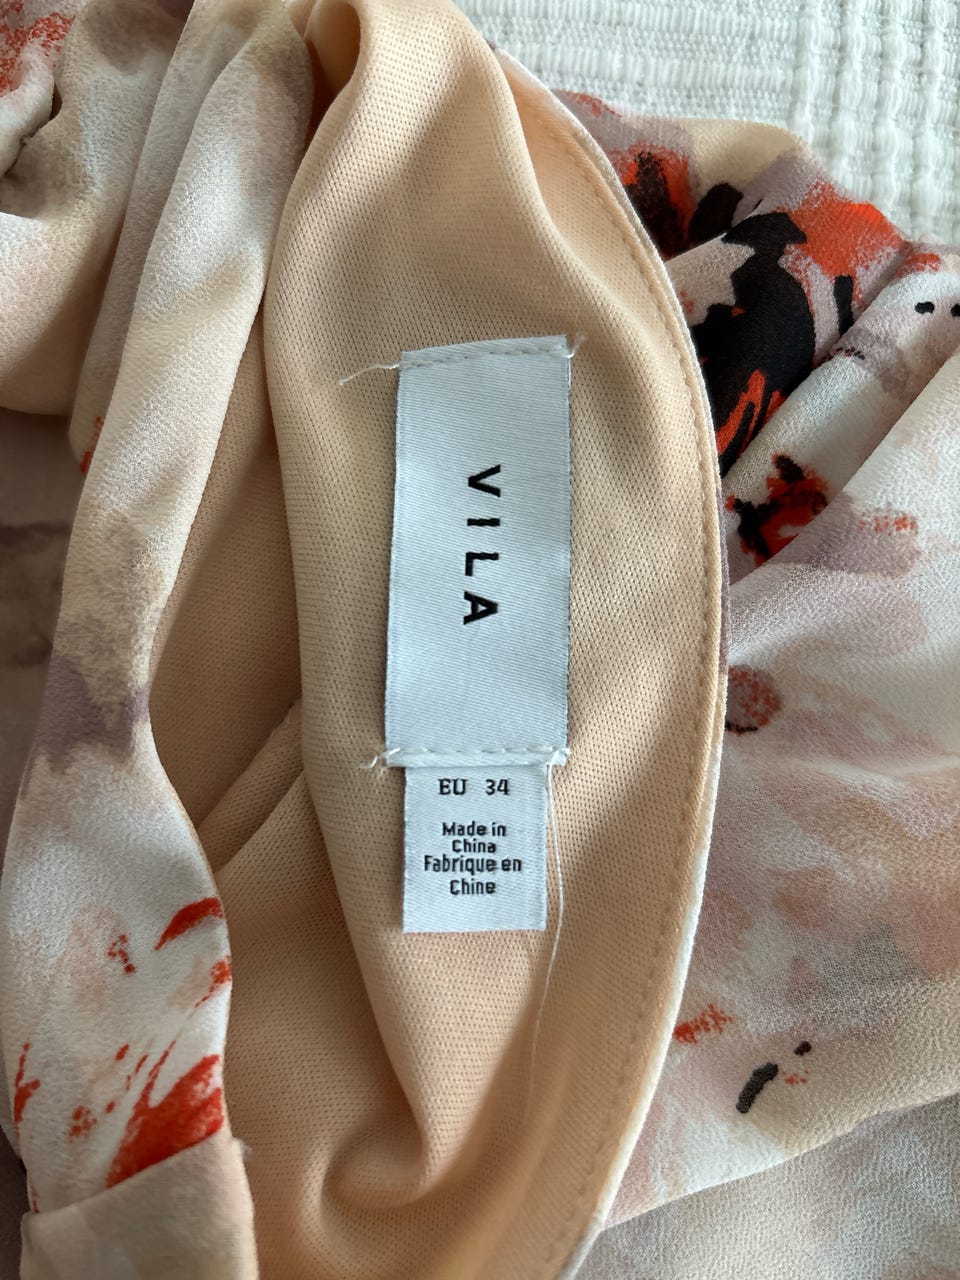 VILA
EU 34
Made in
China
Fabrique en
Chine